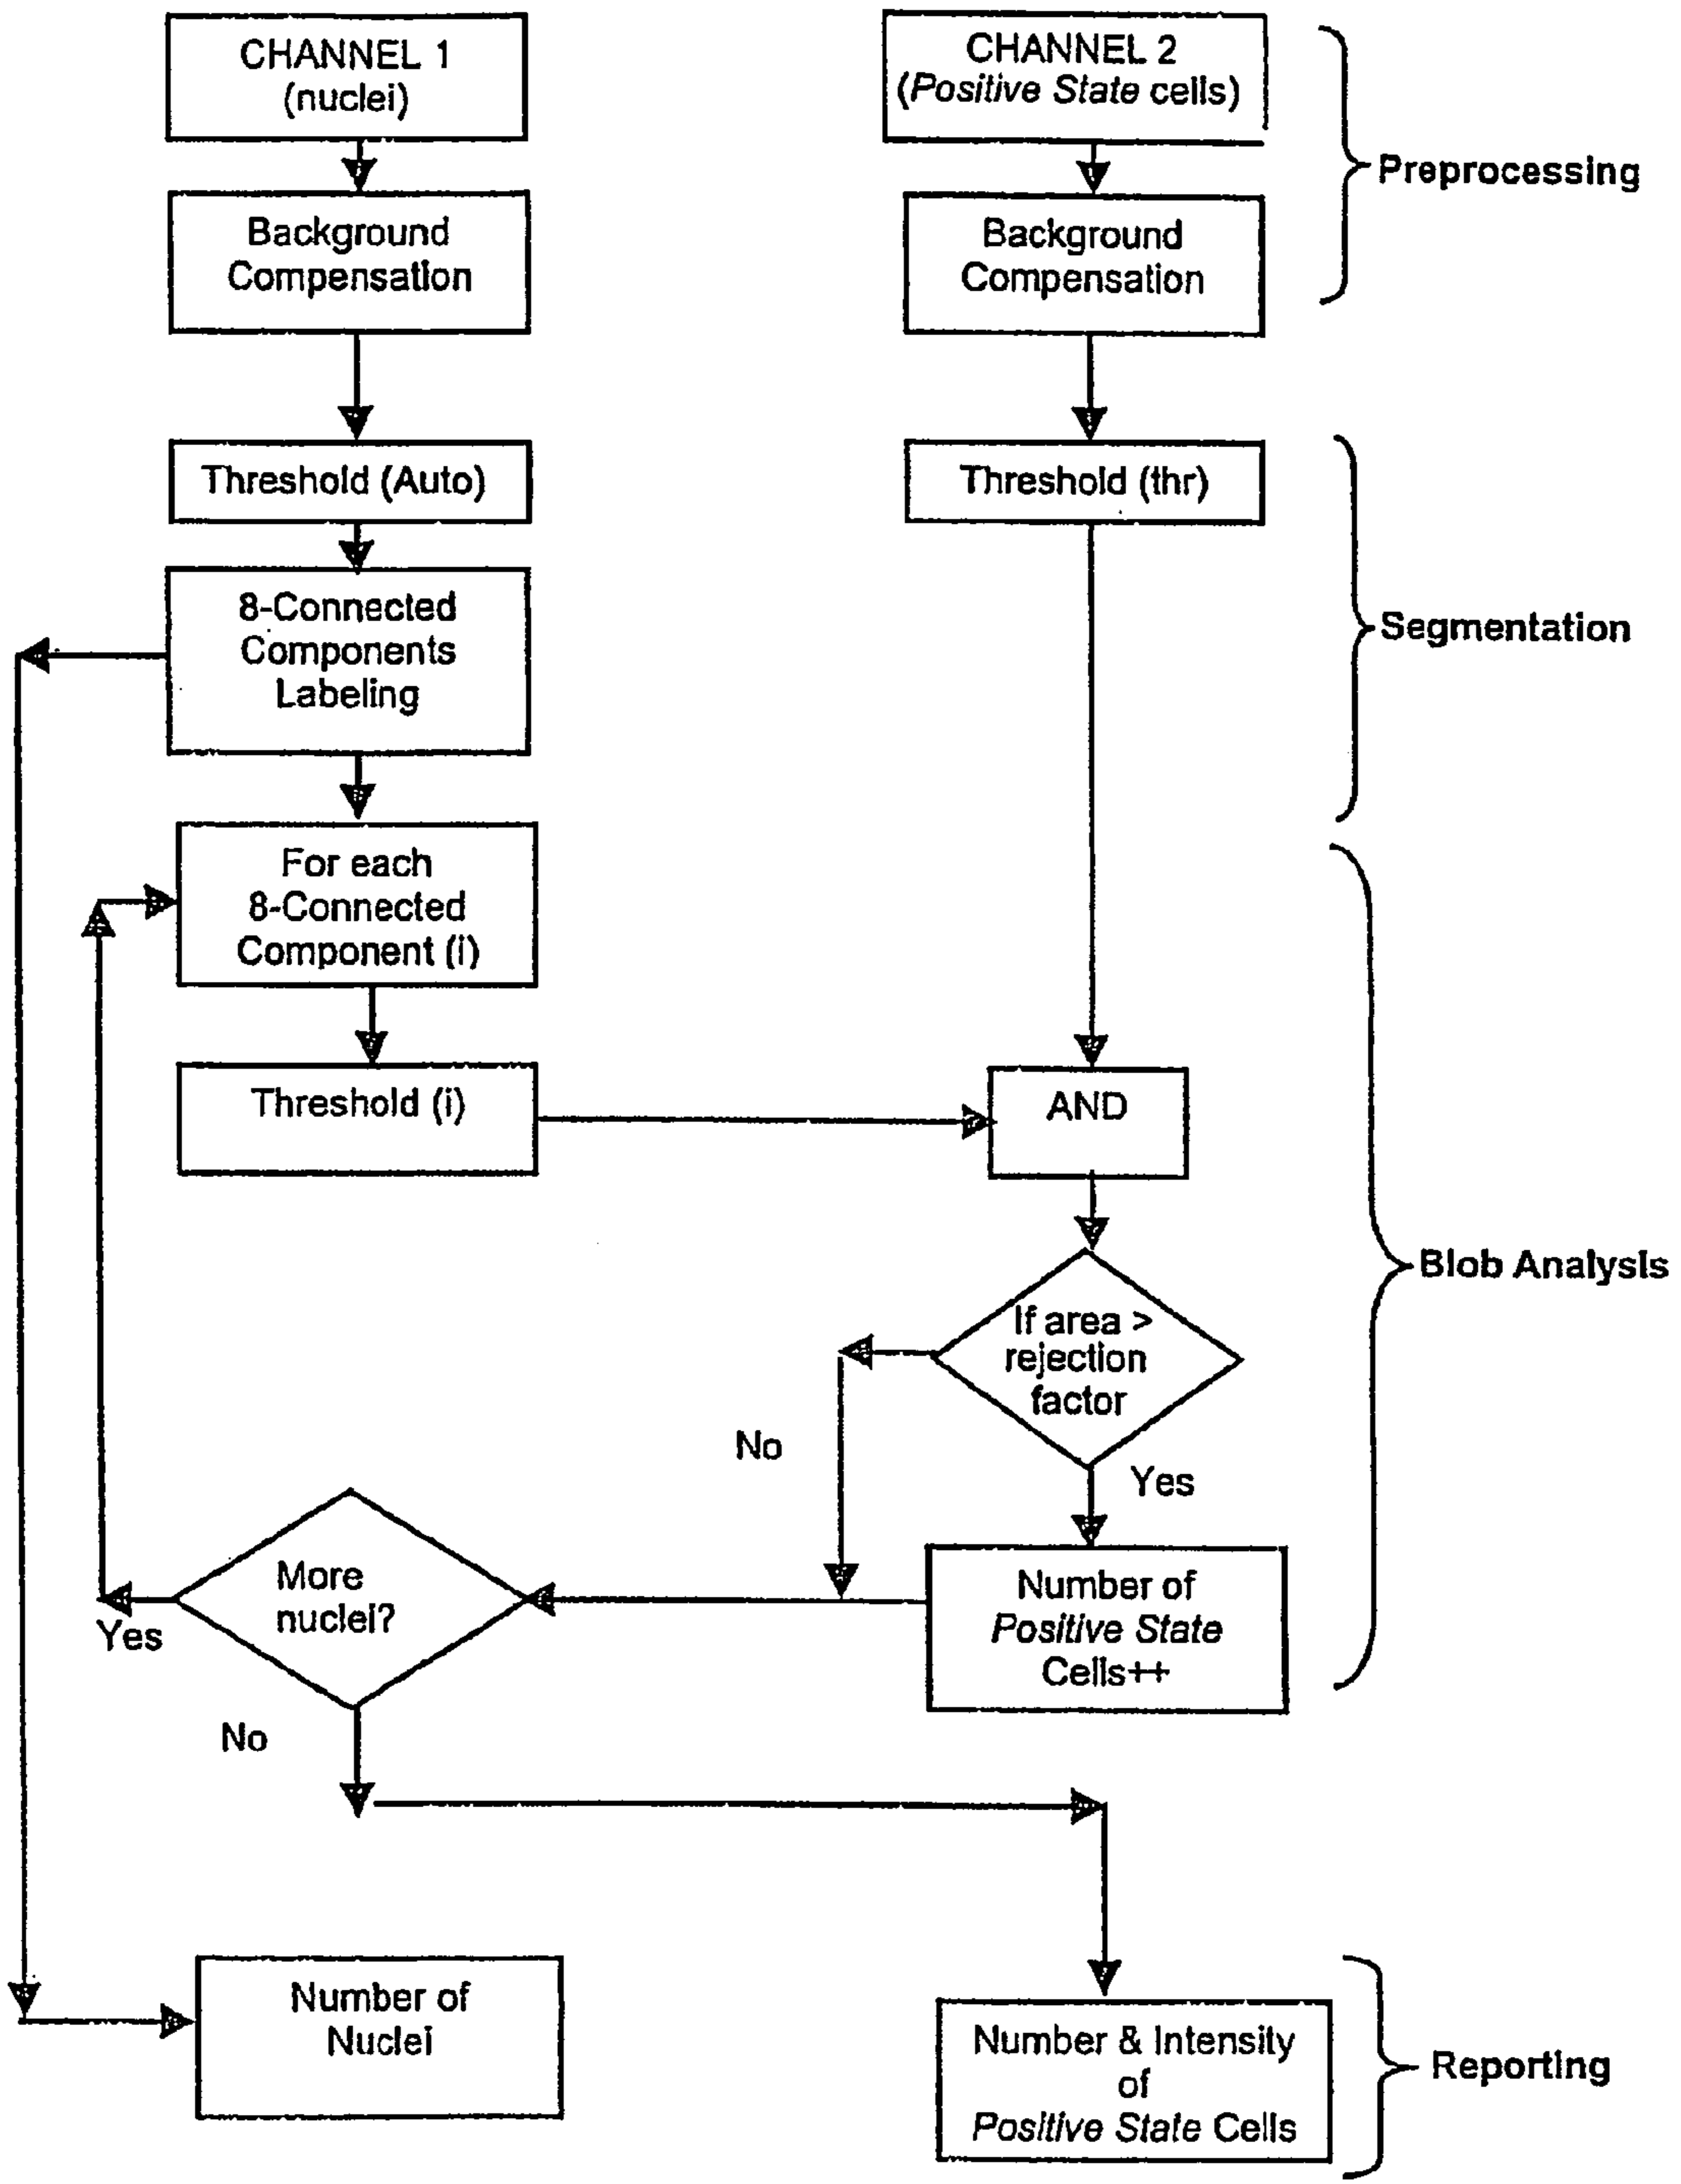 CHANNEL 1
(nuclei)
CHANNEL 2
(Positive State cells)
Preprocessing
Background
Compensation
Background
Compensation
Threshold (Auto)
Threshold (thr)
Segmentation
8-Connected
Components
Labeling
For each
8-Connected
Component (i)
Threshold (i)
AND
Blob Analysis
If area >
rejection
factor
No
Yes
More
nuclei?
Yes
Number of
Positive State
Cells++
No
Number of
Nuclei
Number & Intensity
of
Positive State Cells
Reporting